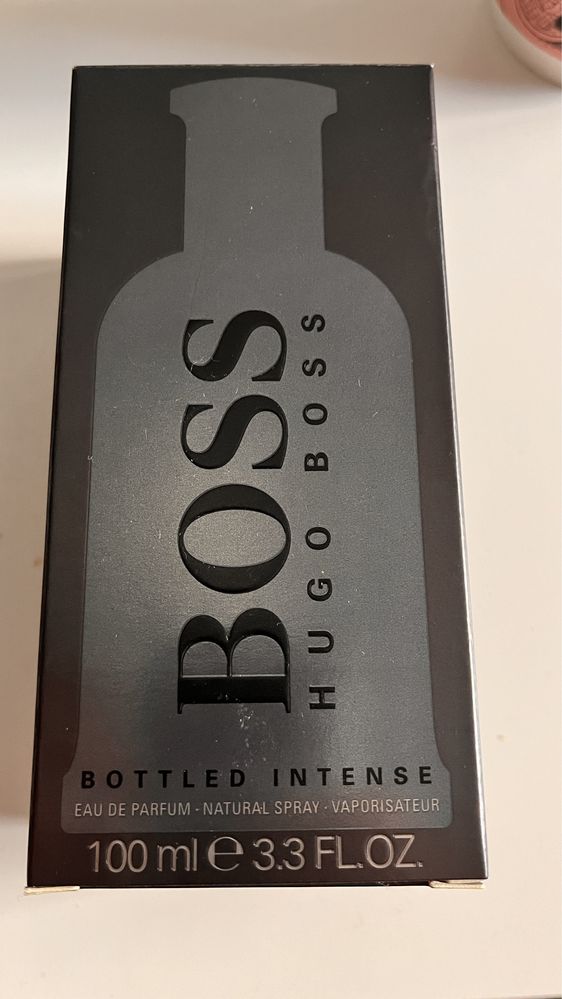 BOSS
HUGO BOSS
BOTTLED INTENSE
EAU DE PARFUM · NATURAL SPRAY · VAPORISATEUR
100 ml ℮ 3.3 FL.OZ.